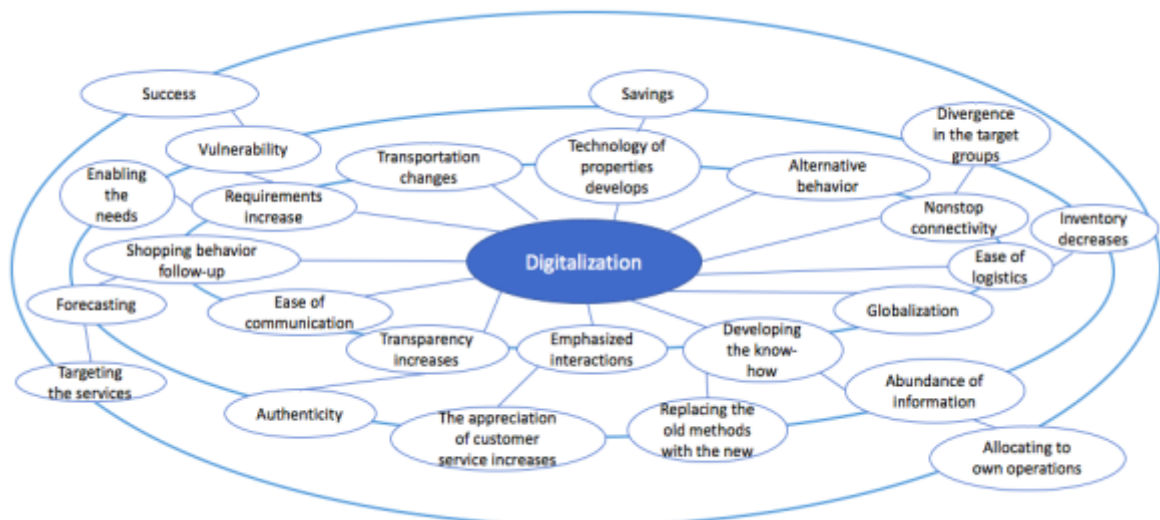 Success
Savings
Divergence
in the target
groups
Vulnerability
Transportation
changes
Technology of
properties
develops
Alternative
behavior
Enabling
the
needs
Requirements
increase
Nonstop
connectivity
Inventory
decreases
Shopping behavior
follow-up
Digitalization
Ease of
logistics
Forecasting
Ease of
communication
Globalization
Transparency
increases
Emphasized
interactions
Developing
the know-
how
Targeting
the services
Authenticity
The appreciation
of customer
service increases
Replacing the
old methods
with the new
Abundance of
information
Allocating to
own operations